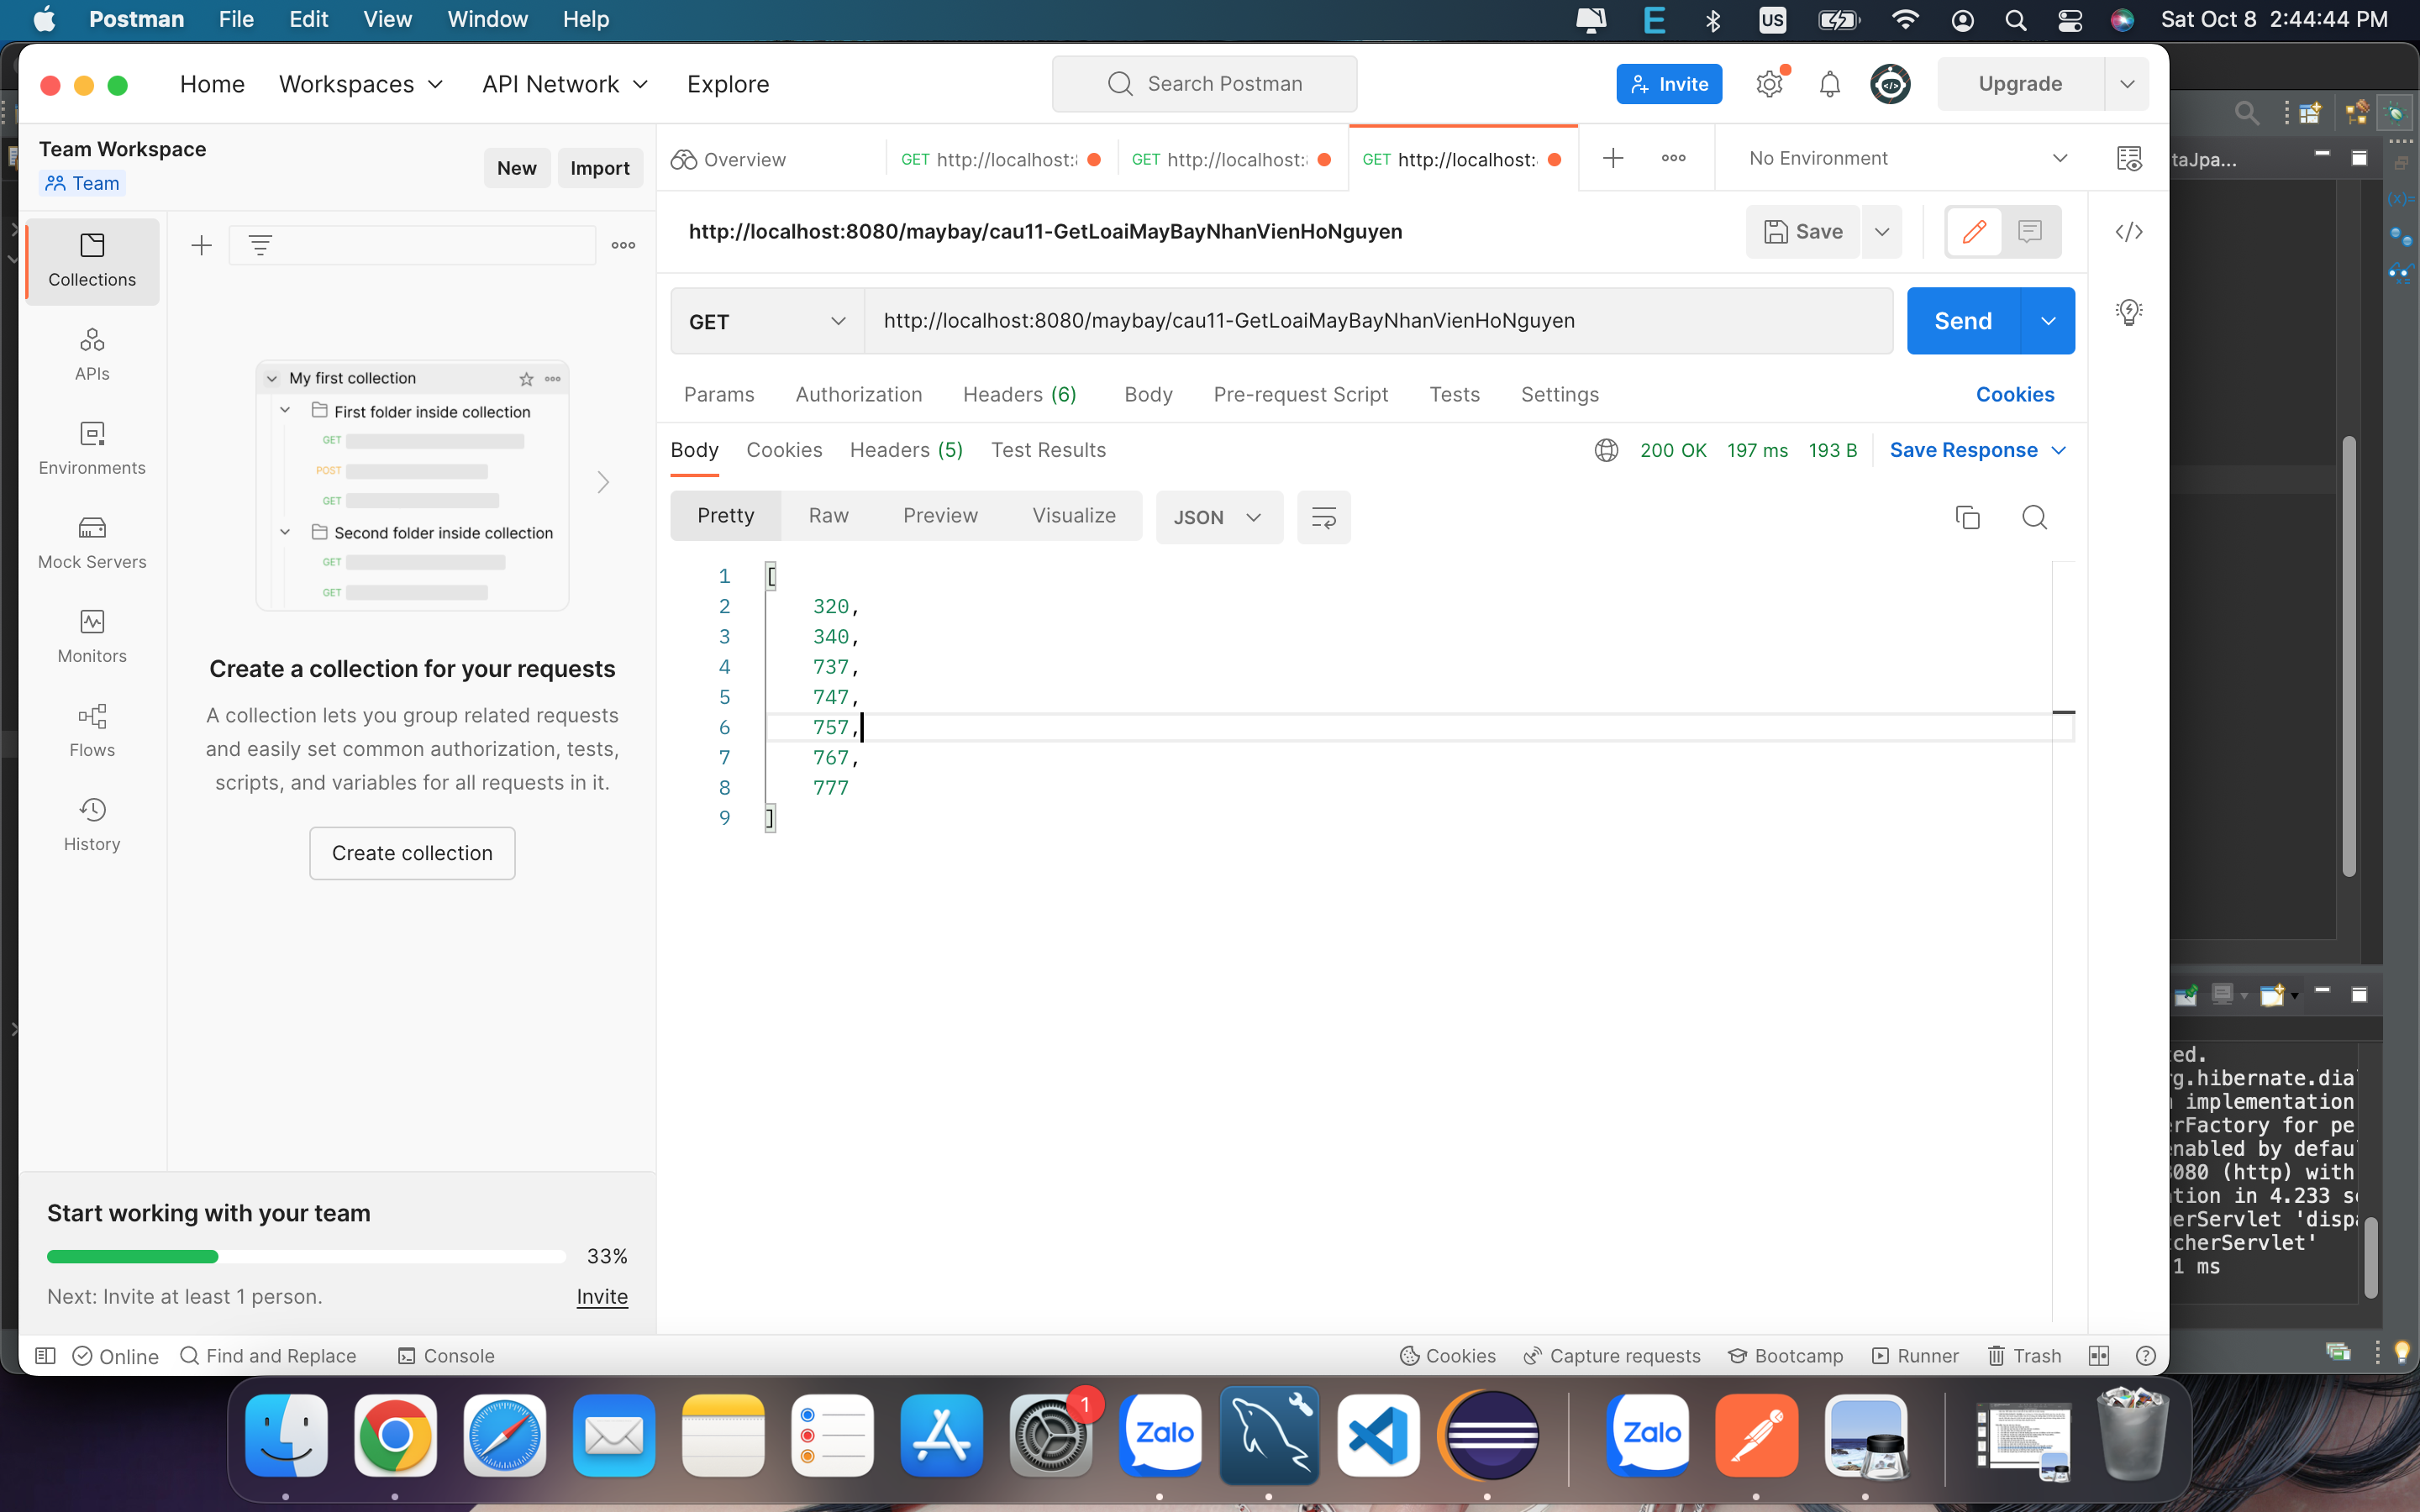 Postman File Edit View Window Help
US
Sat Oct 8 2:44:44 PM
Home Workspaces API Network Explore
Search Postman
Invite
Upgrade
Team Workspace
Team
New Import
Overview
GET http://localhost:
GET http://localhost:
GET http://localhost:
No Environment
taJpa...
http://localhost:8080/maybay/cau11-GetLoaiMayBayNhanVienHoNguyen
Save
GET http://localhost:8080/maybay/cau11-GetLoaiMayBayNhanVienHoNguyen
Send
Params Authorization Headers (6) Body Pre-request Script Tests Settings
Cookies
Body Cookies Headers (5) Test Results
200 OK 197 ms 193 B Save Response
Pretty Raw Preview Visualize JSON
1 [
2 320,
3 340,
4 737,
5 747,
6 757,
7 767,
8 777
9 ]
Collections
APIs
Environments
Mock Servers
Monitors
Flows
History
My first collection
First folder inside collection
GET
POST
GET
Second folder inside collection
GET
GET
Create a collection for your requests
A collection lets you group related requests
and easily set common authorization, tests,
scripts, and variables for all requests in it.
Create collection
Start working with your team
33%
Next: Invite at least 1 person.
Invite
Online Find and Replace Console
Cookies Capture requests Bootcamp Runner Trash
ed.
rg.hibernate.dia
implementation
erFactory for pe
enabled by defau
8080 (http) with
tion in 4.233 s
erServlet 'disp
cherServlet'
1 ms
1
Zalo
Zalo